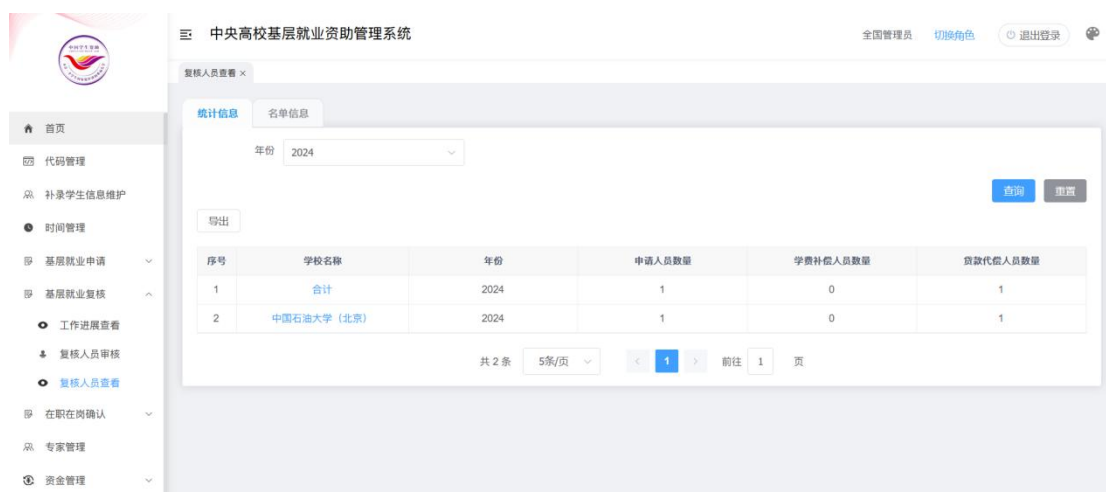 中央高校基层就业资助管理系统
全国管理员 切换角色 退出登录
复核人员查看 ×
统计信息 名单信息
首页
代码管理
补录学生信息维护
时间管理
基层就业申请
基层就业复核
工作进展查看
复核人员审核
复核人员查看
在职在岗确认
专家管理
资金管理
年份 2024
查询 重置
导出
序号 学校名称 年份 申请人员数量 学费补偿人员数量 贷款代偿人员数量
1 合计 2024 1 0 1
2 中国石油大学（北京） 2024 1 0 1
共 2 条 5条/页 1 前往 1 页